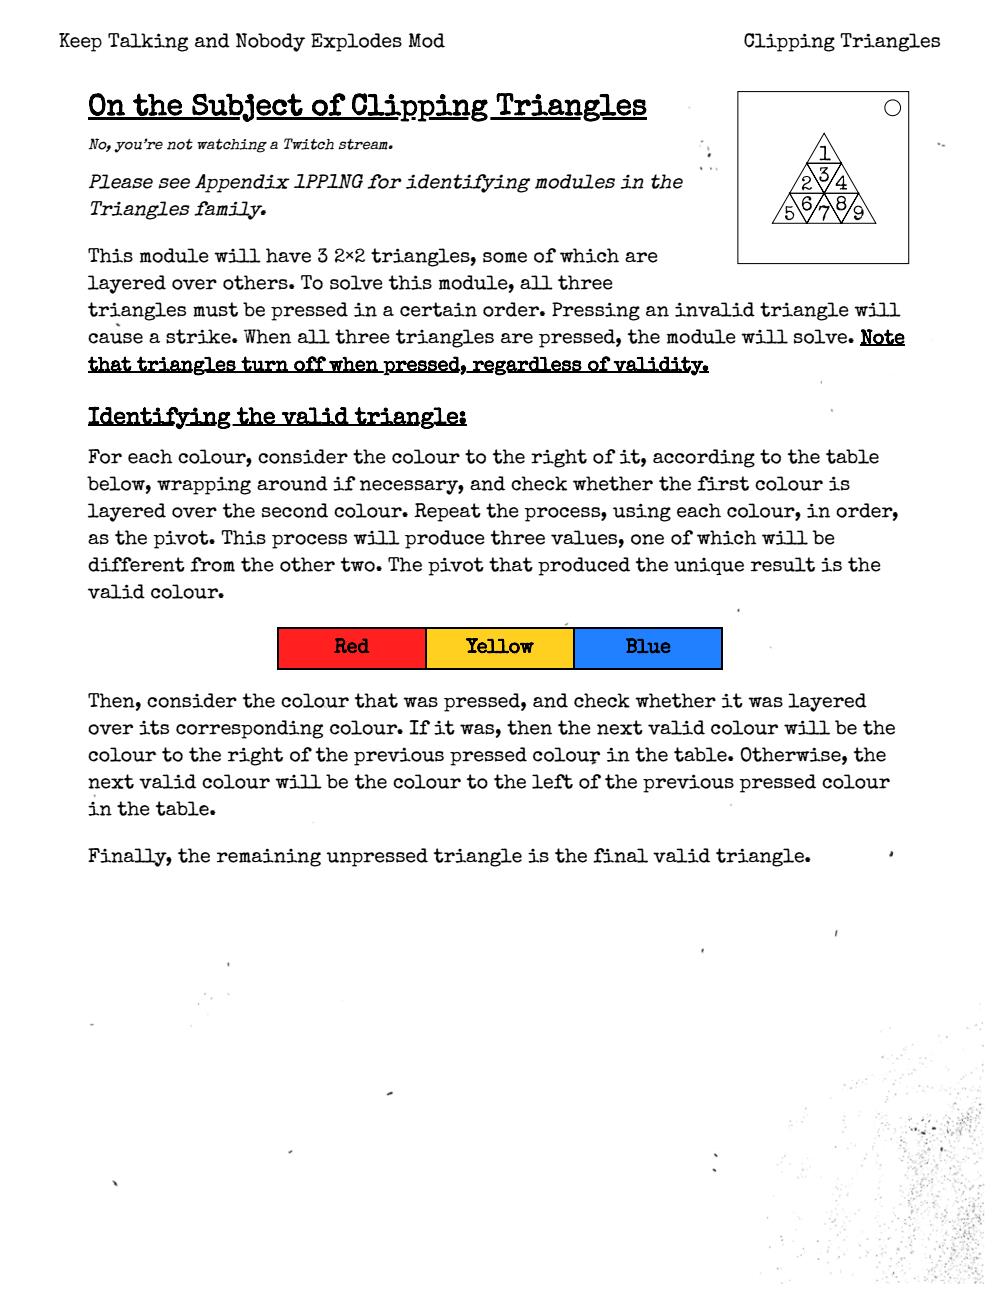 Keep Talking and Nobody Explodes Mod
Clipping Triangles
On the Subject of Clipping Triangles
No, you're not watching a Twitch stream.
Please see Appendix 1PP1NG for identifying modules in the
Triangles family.
1
2 3 4
5 6 7 8 9
This module will have 3 2×2 triangles, some of which are
layered over others. To solve this module, all three
triangles must be pressed in a certain order. Pressing an invalid triangle will
cause a strike. When all three triangles are pressed, the module will solve. Note
that triangles turn off when pressed, regardless of validity.
Identifying the valid triangle:
For each colour, consider the colour to the right of it, according to the table
below, wrapping around if necessary, and check whether the first colour is
layered over the second colour. Repeat the process, using each colour, in order,
as the pivot. This process will produce three values, one of which will be
different from the other two. The pivot that produced the unique result is the
valid colour.
Red Yellow Blue
Then, consider the colour that was pressed, and check whether it was layered
over its corresponding colour. If it was, then the next valid colour will be the
colour to the right of the previous pressed colour in the table. Otherwise, the
next valid colour will be the colour to the left of the previous pressed colour
in the table.
Finally, the remaining unpressed triangle is the final valid triangle.